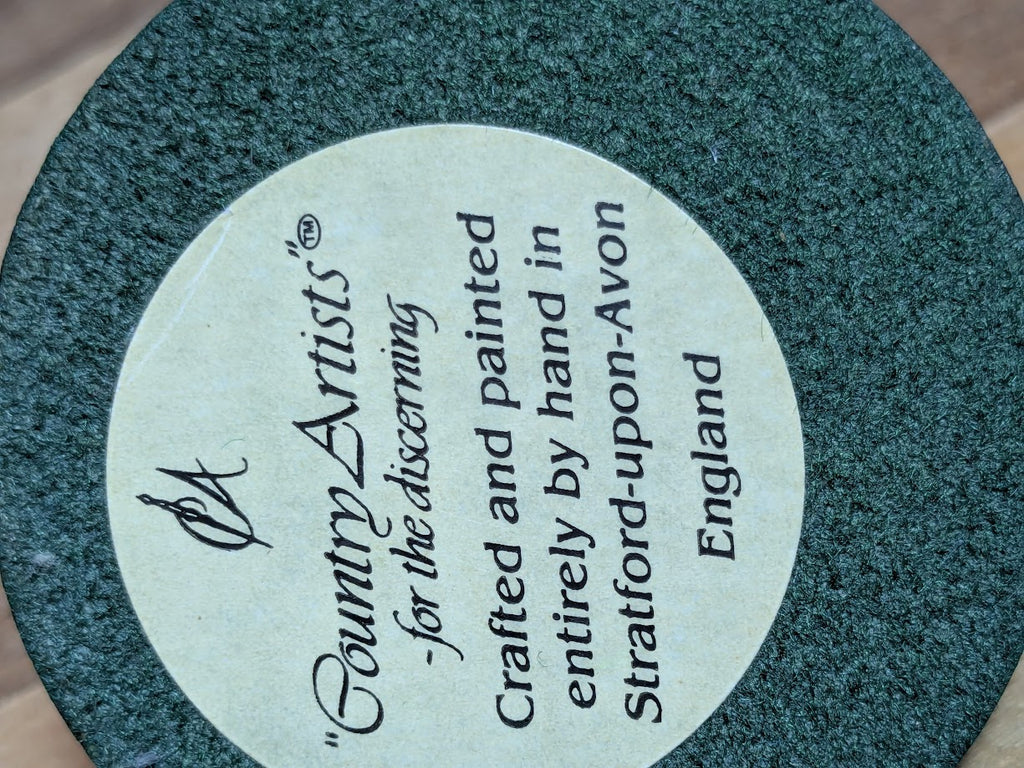 CA
"Country Artists"™
-for the discerning
Crafted and painted
entirely by hand in
Stratford-upon-Avon
England